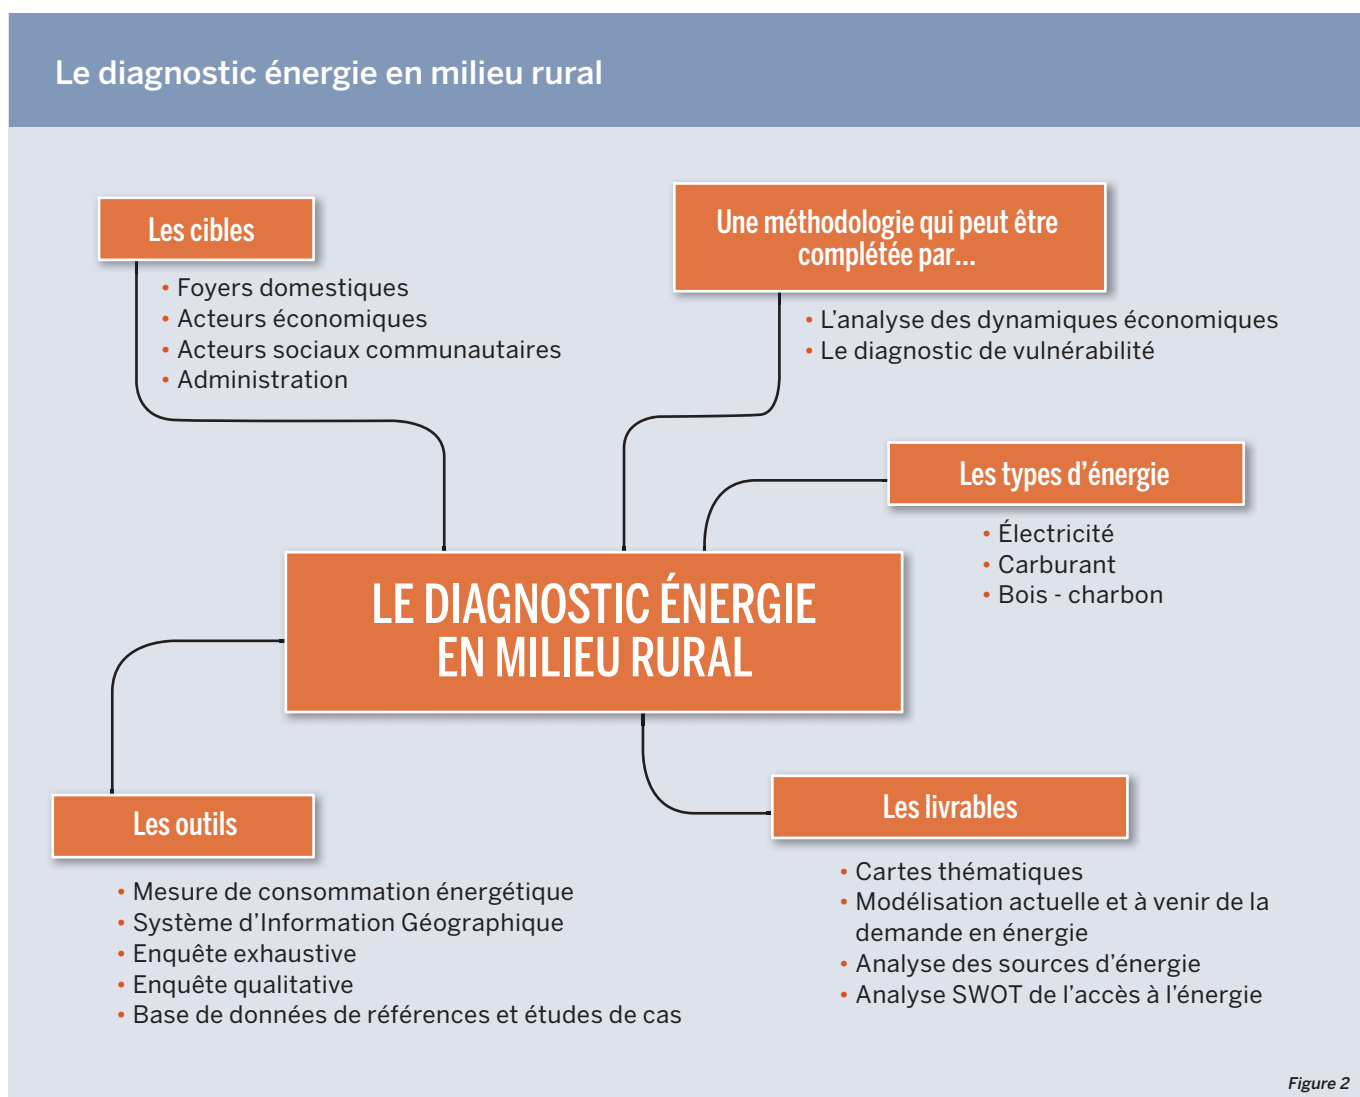 Le diagnostic énergie en milieu rural
Les cibles
• Foyers domestiques
• Acteurs économiques
• Acteurs sociaux communautaires
• Administration
Une méthodologie qui peut être
complétée par...
• L’analyse des dynamiques économiques
• Le diagnostic de vulnérabilité
Les types d’énergie
• Électricité
• Carburant
• Bois - charbon
LE DIAGNOSTIC ÉNERGIE
EN MILIEU RURAL
Les outils
• Mesure de consommation énergétique
• Système d’Information Géographique
• Enquête exhaustive
• Enquête qualitative
• Base de données de références et études de cas
Les livrables
• Cartes thématiques
• Modélisation actuelle et à venir de la
demande en énergie
• Analyse des sources d’énergie
• Analyse SWOT de l’accès à l’énergie
Figure 2